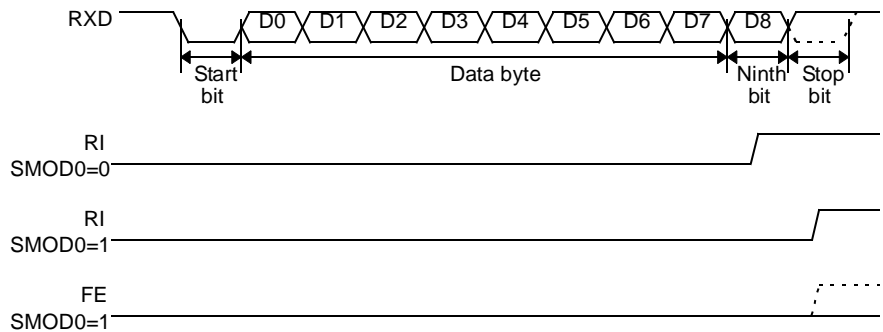 RXD D0 D1 D2 D3 D4 D5 D6 D7 D8
Start bit Data byte Ninth bit Stop bit
RI
SMOD0=0
RI
SMOD0=1
FE
SMOD0=1